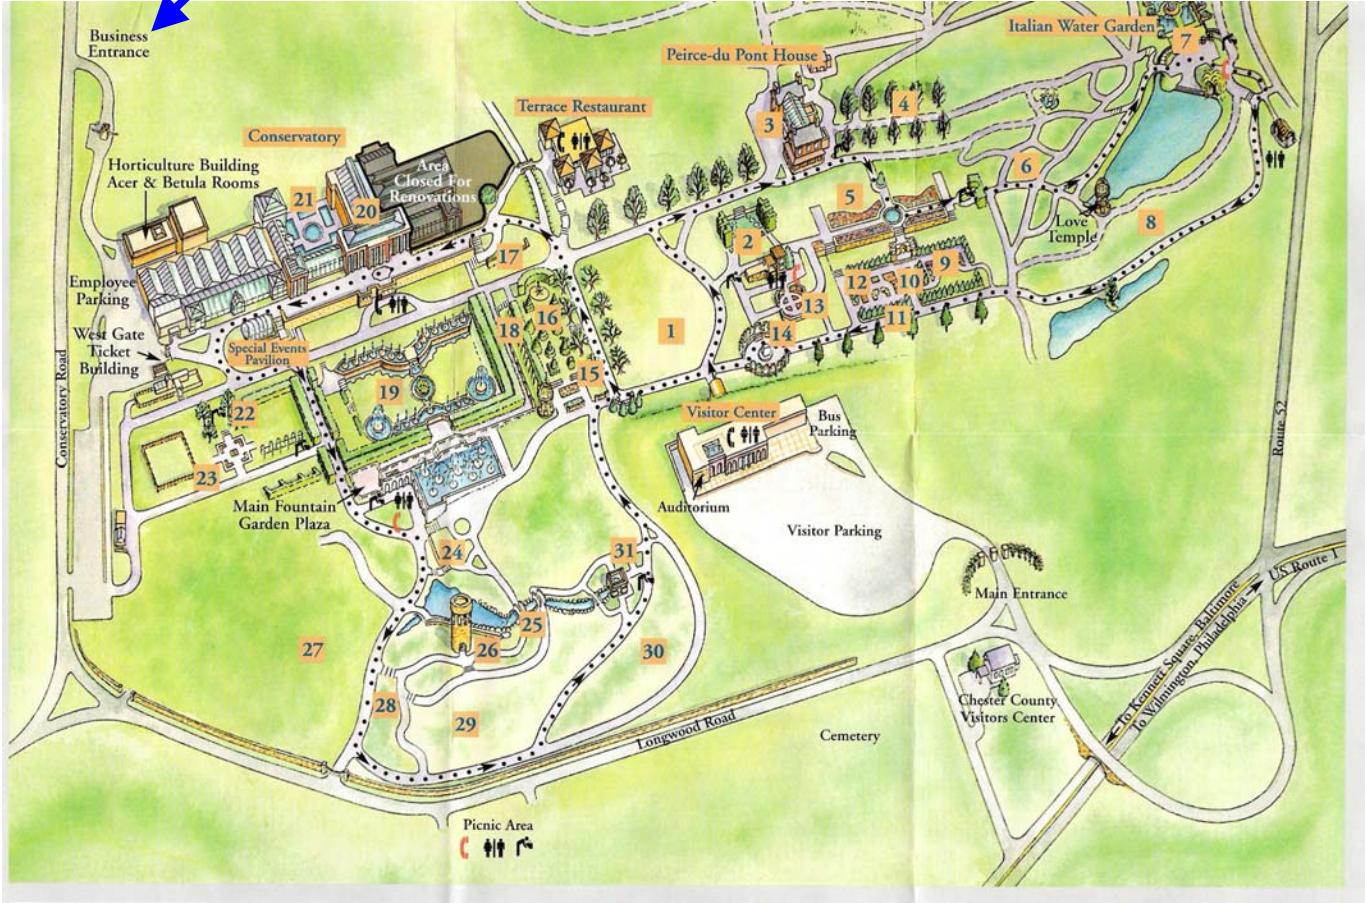 Business
Entrance
Italian Water Garden
7
Peirce-du Pont House
Terrace Restaurant
3
4
Conservatory
Horticulture Building
Acer & Betula Rooms
Area
Closed For
Renovations
21
20
6
5
Love
Temple
8
2
17
Employee
Parking
12
10
9
13
18
16
1
14
11
West Gate
Ticket
Building
Special Events
Pavilion
19
15
22
Visitor Center
Bus
Parking
23
Main Fountain
Garden Plaza
Auditorium
Visitor Parking
Conservatory Road
Route 52
24
31
Main Entrance
US Route 1
To Kennett Square, Baltimore
To Wilmington, Philadelphia
25
26
27
30
28
29
Longwood Road
Chester County
Visitors Center
Cemetery
Picnic Area